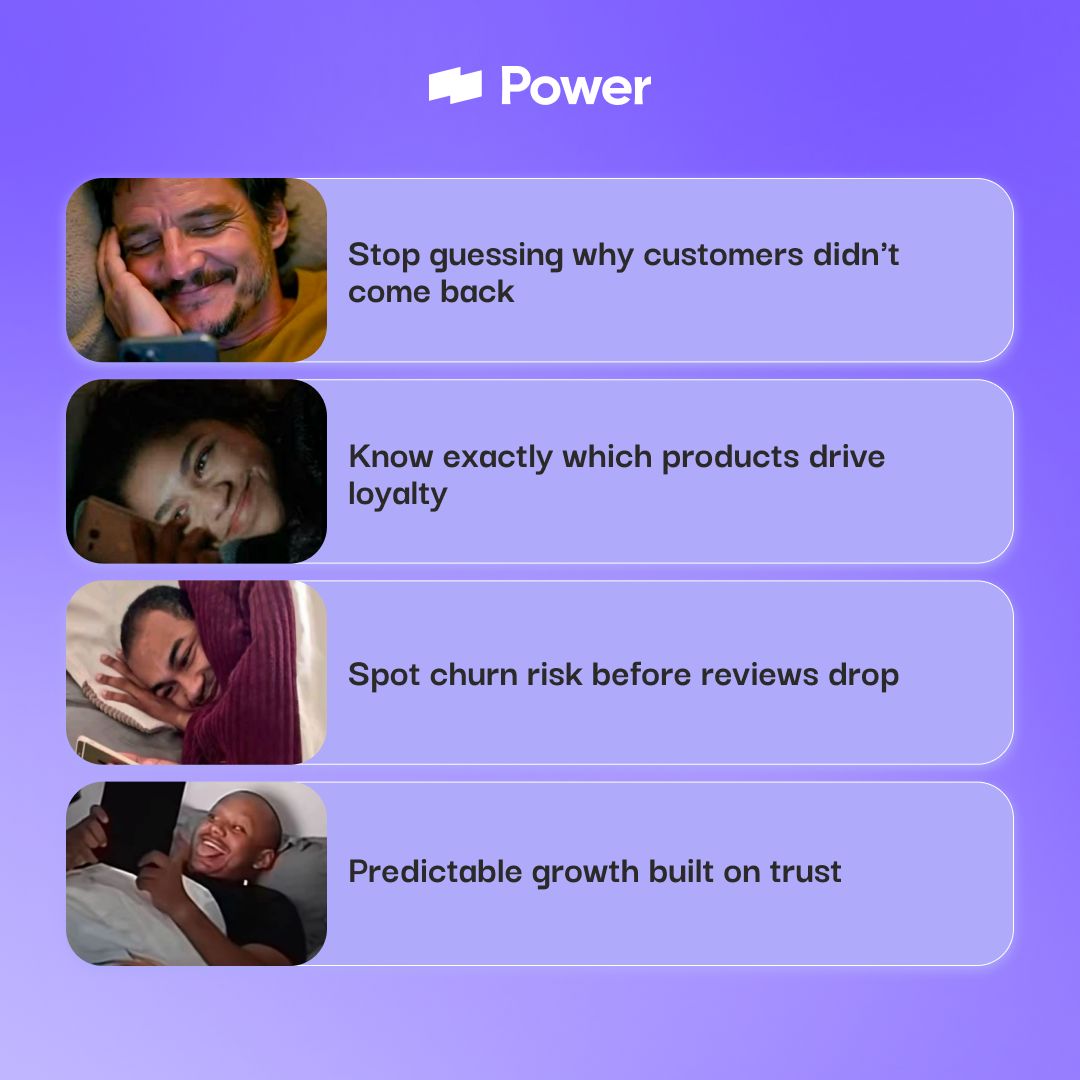 Power
Stop guessing why customers didn’t
come back
Know exactly which products drive
loyalty
Spot churn risk before reviews drop
Predictable growth built on trust